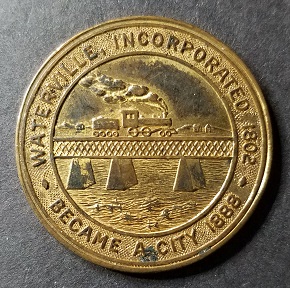 WATERVILLE, INCORPORATED 1802
BECAME A CITY 1888